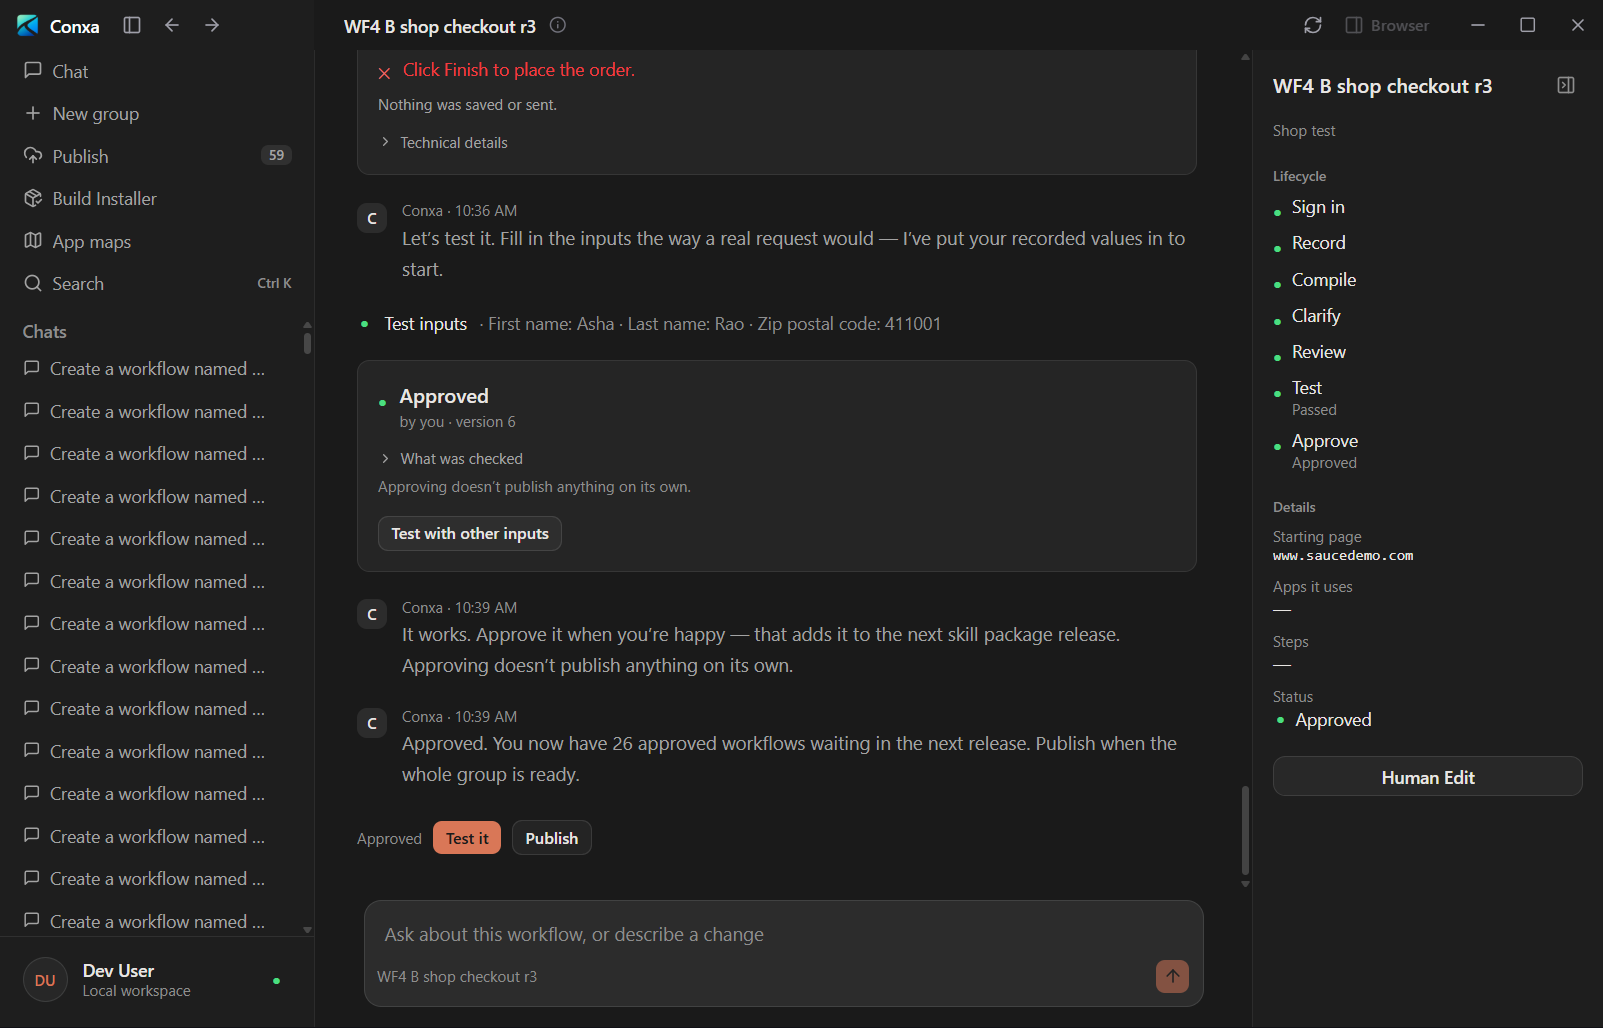 Conxa
WF4 B shop checkout r3
Browser
Chat
New group
Publish
59
Build Installer
App maps
Search
Ctrl K
Chats
Create a workflow named ...
Create a workflow named ...
Create a workflow named ...
Create a workflow named ...
Create a workflow named ...
Create a workflow named ...
Create a workflow named ...
Create a workflow named ...
Create a workflow named ...
Create a workflow named ...
Create a workflow named ...
Create a workflow named ...
Create a workflow named ...
Create a workflow named ...
DU
Dev User
Local workspace
Click Finish to place the order.
Nothing was saved or sent.
Technical details
C
Conxa · 10:36 AM
Let’s test it. Fill in the inputs the way a real request would — I’ve put your recorded values in to
start.
Test inputs · First name: Asha · Last name: Rao · Zip postal code: 411001
Approved
by you · version 6
What was checked
Approving doesn’t publish anything on its own.
Test with other inputs
C
Conxa · 10:39 AM
It works. Approve it when you’re happy — that adds it to the next skill package release.
Approving doesn’t publish anything on its own.
C
Conxa · 10:39 AM
Approved. You now have 26 approved workflows waiting in the next release. Publish when the
whole group is ready.
Approved
Test it
Publish
Ask about this workflow, or describe a change
WF4 B shop checkout r3
WF4 B shop checkout r3
Shop test
Lifecycle
Sign in
Record
Compile
Clarify
Review
Test
Passed
Approve
Approved
Details
Starting page
www.saucedemo.com
Apps it uses
—
Steps
—
Status
Approved
Human Edit